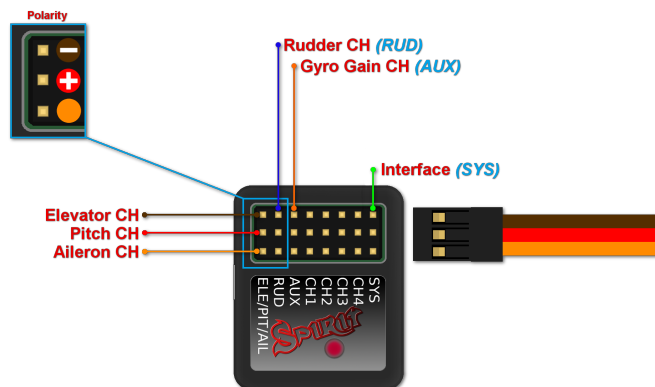 Polarity
Rudder CH (RUD)
Gyro Gain CH (AUX)
Interface (SYS)
Elevator CH
Pitch CH
Aileron CH
ELE/PIT/AIL
RUD
AUX
CH1
CH2
CH3
CH4
SYS
SPIRIT